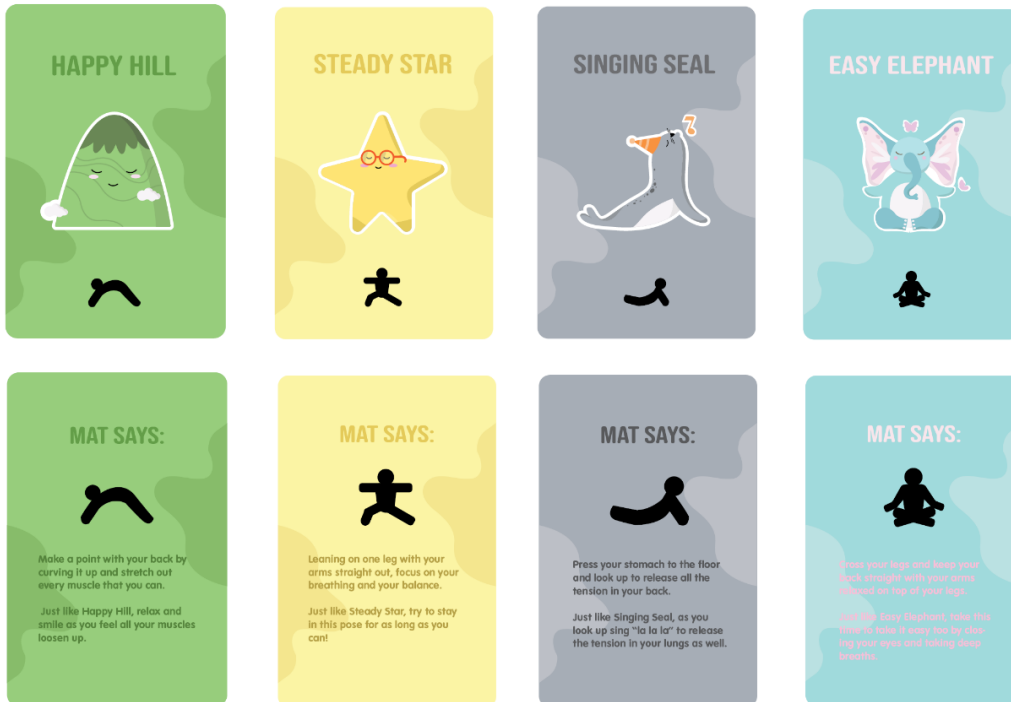 HAPPY HILL
STEADY STAR
SINGING SEAL
EASY ELEPHANT
MAT SAYS:
Make a point with your back by
curving it up and stretch out
every muscle that you can.
Just like Happy Hill, relax and
smile as you feel all your muscles
loosen up.
MAT SAYS:
Leaning on one leg with your
arms straight out, focus on your
breathing and your balance.
Just like Steady Star, try to stay
in this pose for as long as you
can!
MAT SAYS:
Press your stomach to the floor
and look up to release all the
tension in your back.
Just like Singing Seal, as you
look up sing “la la la” to release
the tension in your lungs as well.
MAT SAYS:
your legs and keep your
back straight with your arms
on top of your legs.
Just like Easy Elephant, take this
time to take it easy too by clos-
ing your eyes and taking deep
breaths.